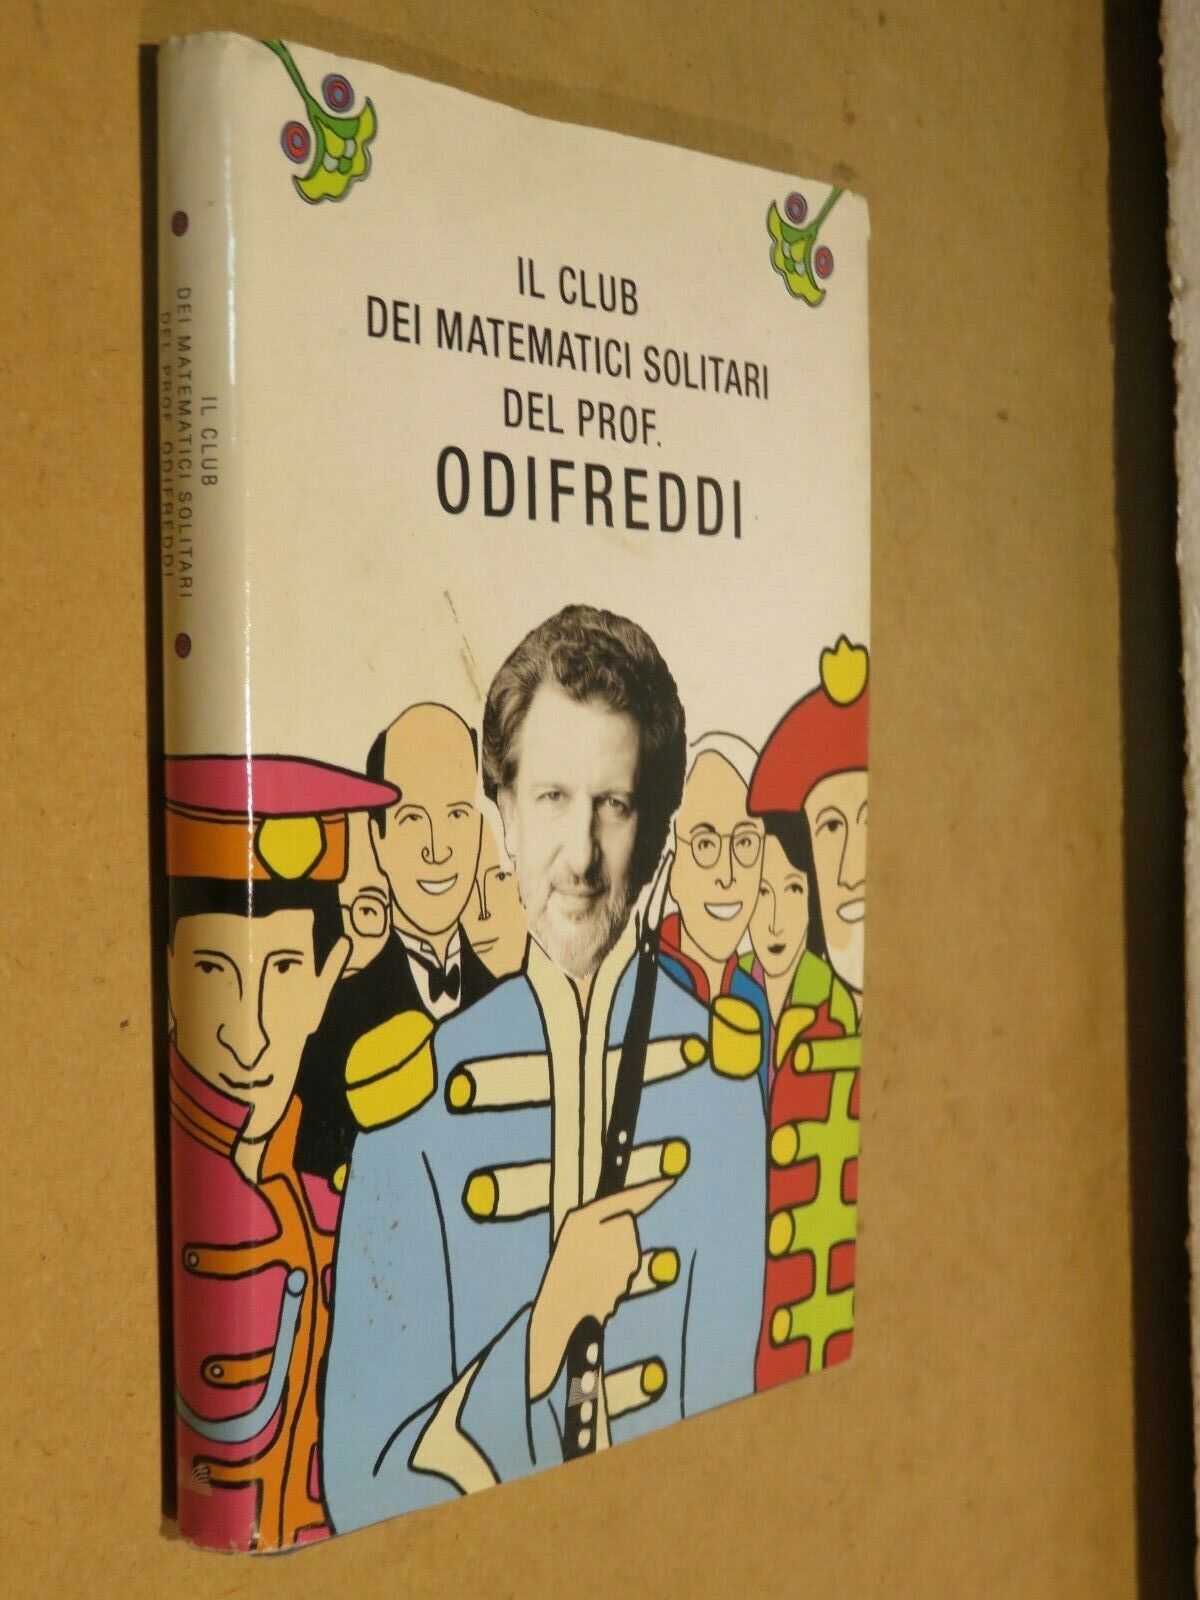 IL CLUB
DEI MATEMATICI SOLITARI
DEL PROF.
ODIFREDDI
IL CLUB
DEI MATEMATICI SOLITARI
DEL PROF. ODIFREDDI